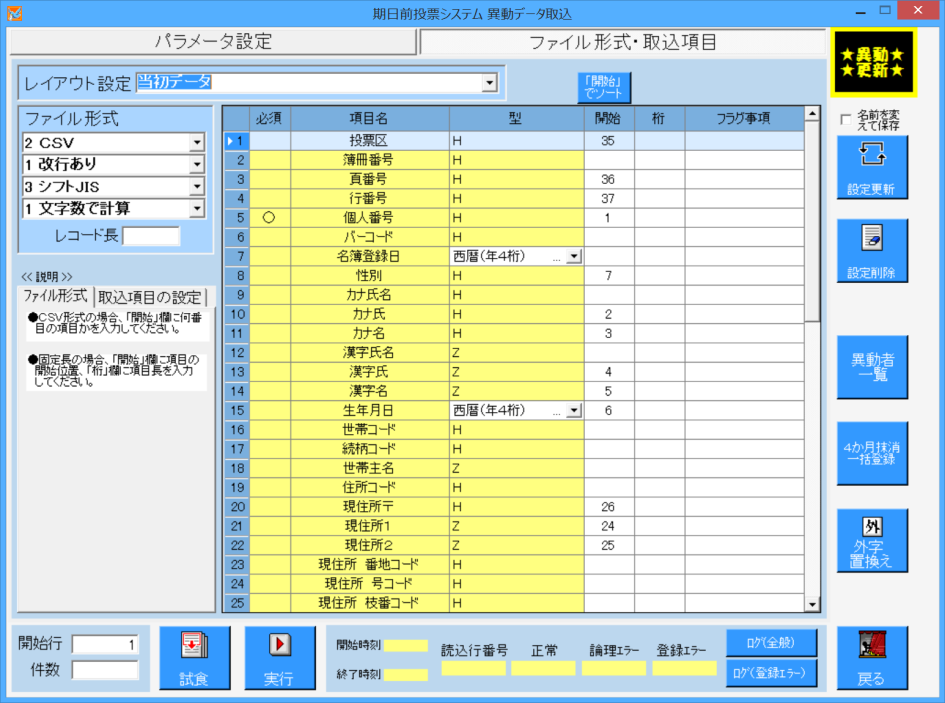 期日前投票システム 異動データ取込
パラメータ設定
ファイル形式・取込項目
★異動★
★更新★
レイアウト設定 当初データ
「開始」
でソート
名前を変
えて保存
設定更新
設定削除
異動者
一覧
4か月抹消
一括登録
外
外字
置換え
戻る
ファイル形式
2 CSV
1 改行あり
3 シフトJIS
1 文字数で計算
レコード長
<<説明>>
ファイル形式 取込項目の設定
●CSV形式の場合、「開始」欄に何番
目の項目かを入力してください。
●固定長の場合、「開始」欄に項目の
開始位置、「桁」欄に項目長を入力
してください。
必須 項目名 型 開始 桁 フラグ事項
1 投票区 H 35
2 簿冊番号 H
3 頁番号 H 36
4 行番号 H 37
5 ○ 個人番号 H 1
6 バーコード H
7 名簿登録日 西暦(年4桁) ...
8 性別 H 7
9 カナ氏名 H
10 カナ氏 H 2
11 カナ名 H 3
12 漢字氏名 Z
13 漢字氏 Z 4
14 漢字名 Z 5
15 生年月日 西暦(年4桁) ... 6
16 世帯コード H
17 続柄コード H
18 世帯主名 Z
19 住所コード H
20 現住所〒 H 26
21 現住所1 Z 24
22 現住所2 Z 25
23 現住所 番地コード H
24 現住所 号コード H
25 現住所 枝番コード H
開始行 1
件数
試食
実行
開始時刻
終了時刻
読込行番号 正常 論理エラー 登録エラー
ログ(全般)
ログ(登録エラー)